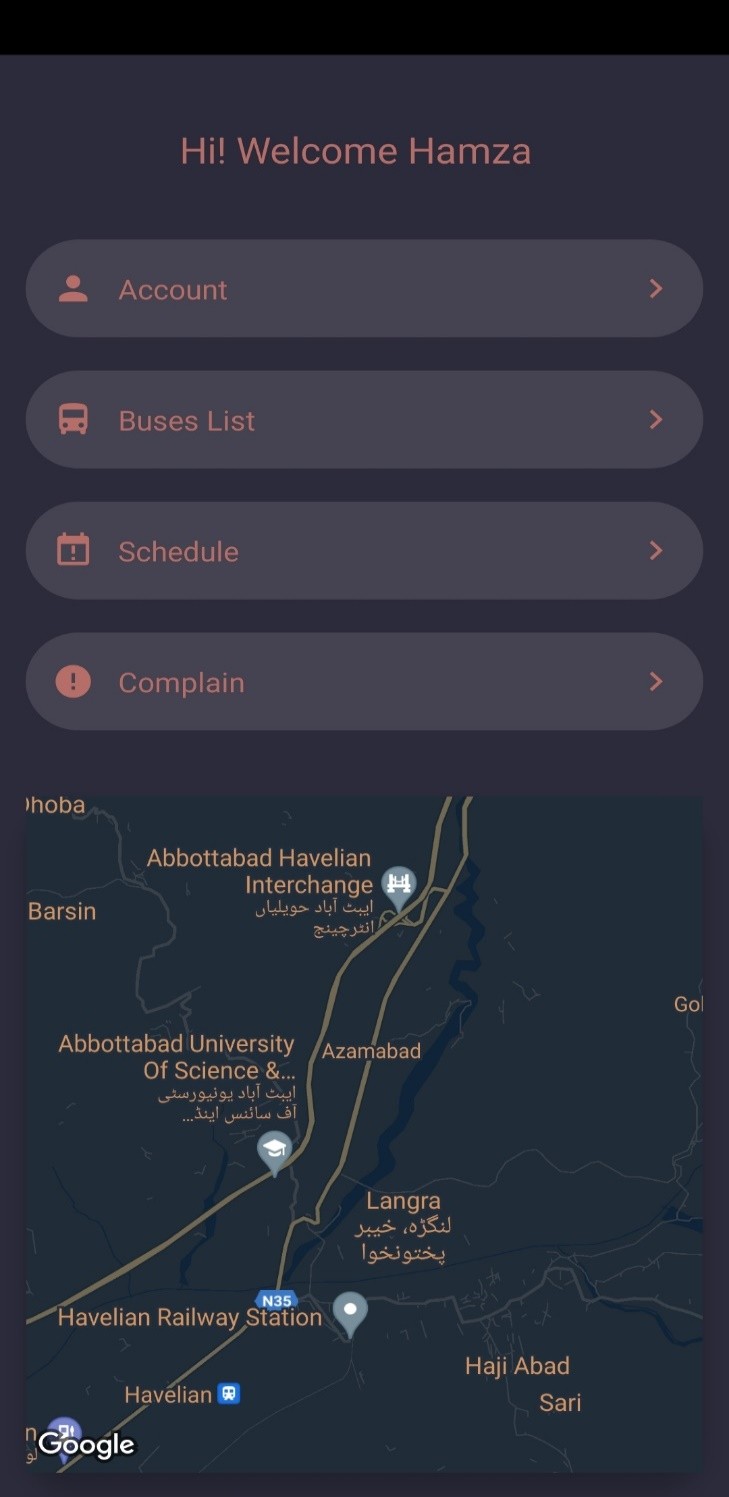 Hi! Welcome Hamza
Account
Buses List
Schedule
Complain
Dhoba
Abbottabad Havelian
Interchange
ایبٹ آباد حویلیاں
انٹرچینج
Barsin
Gol
Abbottabad University
Of Science &...
ایبٹ آباد یونیورسٹی
آف سائنس اینڈ...
Azamabad
Langra
لنگڑہ، خیبر
پختونخوا
N35
Havelian Railway Station
Haji Abad
Havelian
Sari
Google